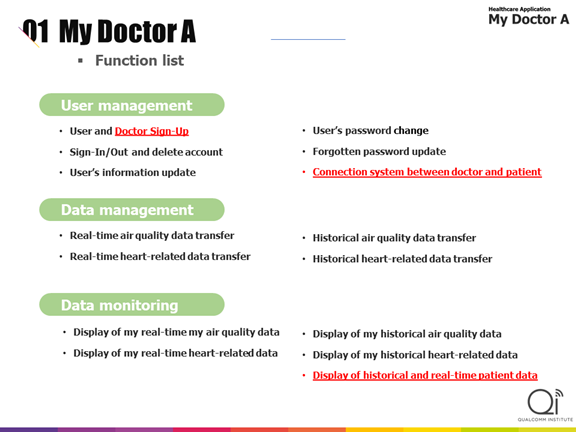 01 My Doctor A
Healthcare Application
My Doctor A
▪ Function list
User management
• User and Doctor Sign-Up
• Sign-In/Out and delete account
• User's information update
• User's password change
• Forgotten password update
• Connection system between doctor and patient
Data management
• Real-time air quality data transfer
• Real-time heart-related data transfer
• Historical air quality data transfer
• Historical heart-related data transfer
Data monitoring
• Display of my real-time my air quality data
• Display of my real-time heart-related data
• Display of my historical air quality data
• Display of my historical heart-related data
• Display of historical and real-time patient data
Qi
QUALCOMM INSTITUTE